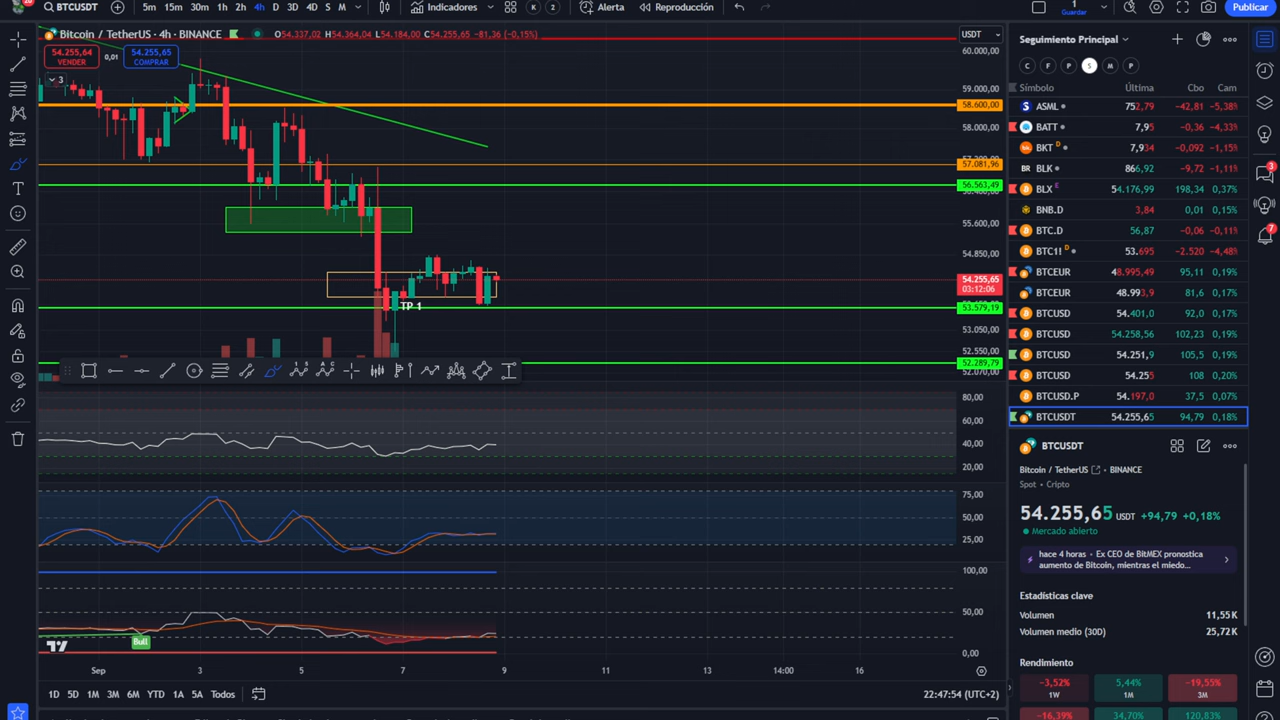 BTCUSDT
5m 15m 30m 1h 2h 4h D 3D 4D S M
Indicadores
K 2
Alerta
Reproducción
1
Guardar
Publicar
Bitcoin / TetherUS · 4h · BINANCE
O54.337,02 H54.364,04 L54.184,00 C54.255,65 −81,36 (−0.15%)
USDT
54.255,64
VENDER
0,01
54.255,65
COMPRAR
3
60.000,00
59.000,00
58.600,00
58.000,00
57.081,96
56.563,49
55.600,00
54.850,00
54.255,65
03:12:06
53.579,19
53.050,00
52.550,00
52.289,79
52.070,00
TP 1
80,00
60,00
40,00
20,00
75,00
50,00
25,00
100,00
50,00
0,00
Bull
Sep 3 5 7 9 11 13 14:00 16
1D 5D 1M 3M 6M YTD 1A 5A Todos
22:47:54 (UTC+2)
Seguimiento Principal
C F P S M P
Símbolo Última Cbo Cam
ASML 752,79 −42,81 −5,38%
BATT 7,95 −0,36 −4,33%
BKT D 7,934 −0,092 −1,15%
BLK 866,92 −9,72 −1,11%
BLX E 54.176,99 198,34 0,37%
BNB.D 3,84 0,01 0,15%
BTC.D 56,87 −0,06 −0,11%
BTC1! D 53.695 −2.520 −4,48%
BTCEUR 48.995,49 95,11 0,19%
BTCEUR 48.993,9 81,6 0,17%
BTCUSD 54.401,0 92,0 0,17%
BTCUSD 54.258,56 102,23 0,19%
BTCUSD 54.251,9 105,5 0,19%
BTCUSD 54.255 108 0,20%
BTCUSD.P 54.197,0 37,5 0,07%
BTCUSDT 54.255,65 94,79 0,18%
BTCUSDT
Bitcoin / TetherUS · BINANCE
Spot · Cripto
54.255,65 USDT +94,79 +0,18%
Mercado abierto
hace 4 horas · Ex CEO de BitMEX pronostica
aumento de Bitcoin, mientras el miedo...
Estadísticas clave
Volumen 11,55K
Volumen medio (30D) 25,72K
Rendimiento
−3,52% 5,44% −19,55%
1W 1M 3M
−16,39% 34,70% 120,83%
3
7